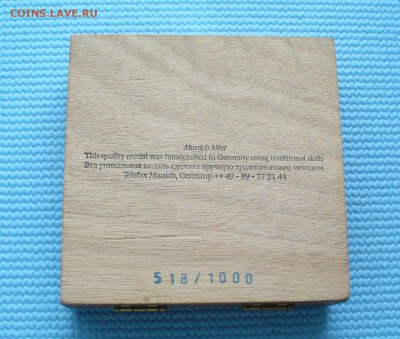 COINS.LAVE.RU
Munich Mint
This quality medal was handcrafted in Germany using traditional skills
Эта уникальная медаль сделана вручную традиционным методом
Telefax Munich, Germany: ++ 49 - 89 - 77 91 44
518/1000